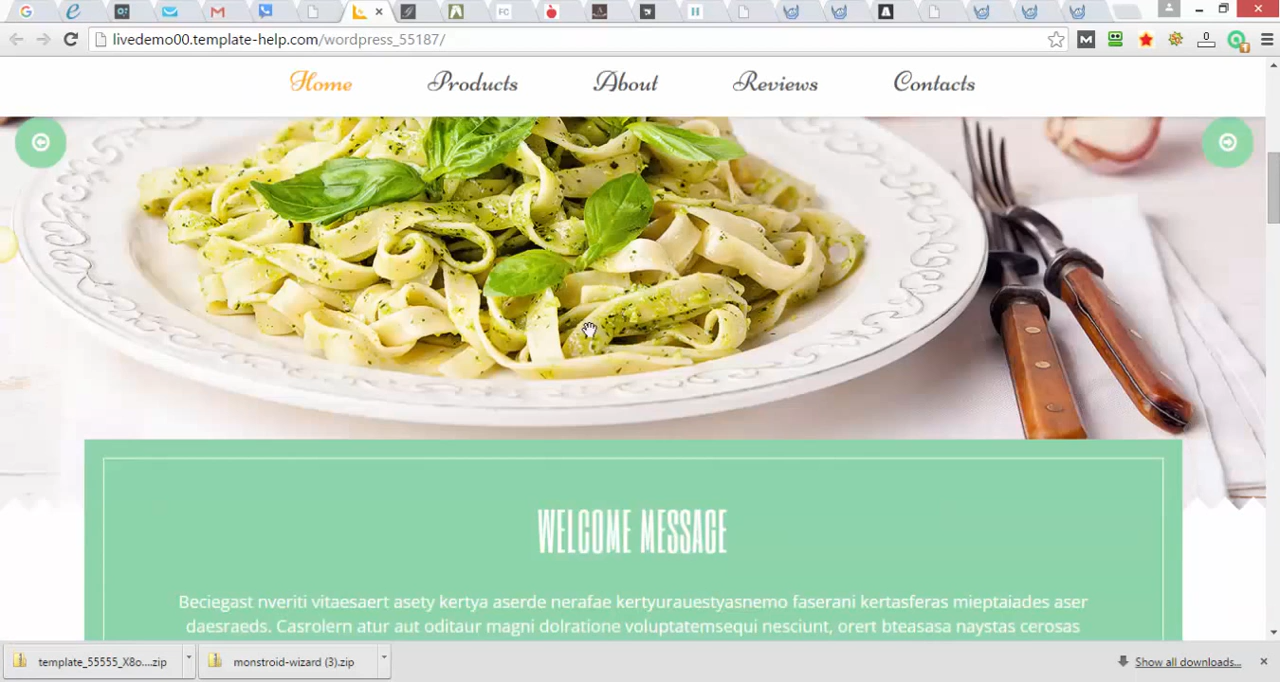 livedemo00.template-help.com/wordpress_55187/
Home Products About Reviews Contacts
WELCOME MESSAGE
Beciegast nveriti vitaesaert asety kertya aserde nerafae kertyurauestyasnemo faserani kertasferas mieptaiades aser
daesraeds. Casrolern atur aut oditaur magni dolratione voluptatemsequi nesciunt, orert bteasasa naystas cerosas
template_55555_X8o....zip monstroid-wizard (3).zip Show all downloads...